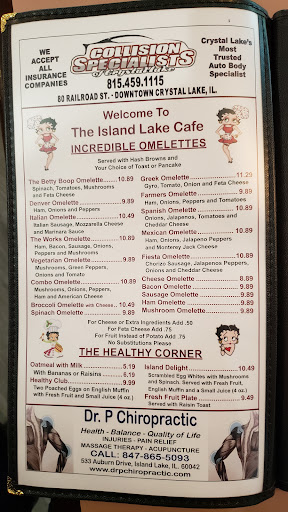 WE
ACCEPT
ALL
INSURANCE
COMPANIES
COLLISION
SPECIALISTS
of Crystal Lake
815.459.1115
Crystal Lake's
Most
Trusted
Auto Body
Specialist
80 RAILROAD ST. - DOWNTOWN CRYSTAL LAKE, IL.
Welcome To
The Island Lake Cafe
INCREDIBLE OMELETTES
Served with Hash Browns and
Your Choice of Toast or Pancake
The Betty Boop Omelette..........10.89
Spinach, Tomatoes, Mushrooms
and Feta Cheese
Denver Omelette......................9.89
Ham, Onions and Peppers
Italian Omelette.......................10.49
Italian Sausage, Mozzarella Cheese
and Marinera Sauce
The Works Omelette................10.89
Ham, Bacon, Sausage, Onions,
Peppers and Mushrooms
Vegetarian Omelette.................9.89
Mushrooms, Green Peppers,
Onions and Tomato
Combo Omelette.....................10.89
Mushrooms, Onions, Peppers,
Ham and American Cheese
Broccoli Omelette with Cheese..10.49
Spinach Omelette.....................9.89
Greek Omelette.......................11.29
Gyro, Tomato, Onion and Feta Cheese
Farmers Omelette....................9.89
Ham, Onions, Peppers and Tomatoes
Spanish Omelette....................9.89
Onions, Jalapenos, Tomatoes and
Cheddar Cheese
Mexican Omelette....................10.89
Ham, Onions, Jalapeno Peppers
and Monterey Jack Cheese
Fiesta Omelette.......................10.89
Chorizo Sausage, Jalapeno Peppers,
Onions and Cheddar Cheese
Cheese Omelette.....................8.89
Bacon Omelette.......................9.89
Sausage Omelette....................9.89
Ham Omelette.........................9.89
Mushroom Omelette................9.89
For Cheese or Extra Ingredients Add .50
For Feta Cheese Add .75
For Fruit Instead of Potato Add .75
No Substitutions Please
THE HEALTHY CORNER
Oatmeal with Milk....................5.19
With Bananas or Raisins...........6.19
Healthy Club...........................9.99
Two Poached Eggs on English Muffin
with Fresh Fruit and Small Juice (4 oz.)
Island Delight.........................10.49
Scrambled Egg Whites with Mushrooms
and Spinach. Served with Fresh Fruit,
English Muffin and a Small Juice (4 oz.)
Fresh Fruit Plate.....................9.49
Served with Raisin Toast
Dr. P Chiropractic
Health - Balance - Quality of Life
INJURIES - PAIN RELIEF
MASSAGE THERAPY - ACUPUNCTURE
CALL: 847-865-5093
533 Auburn Drive, Island Lake, IL. 60042
www.drpchiropractic.com